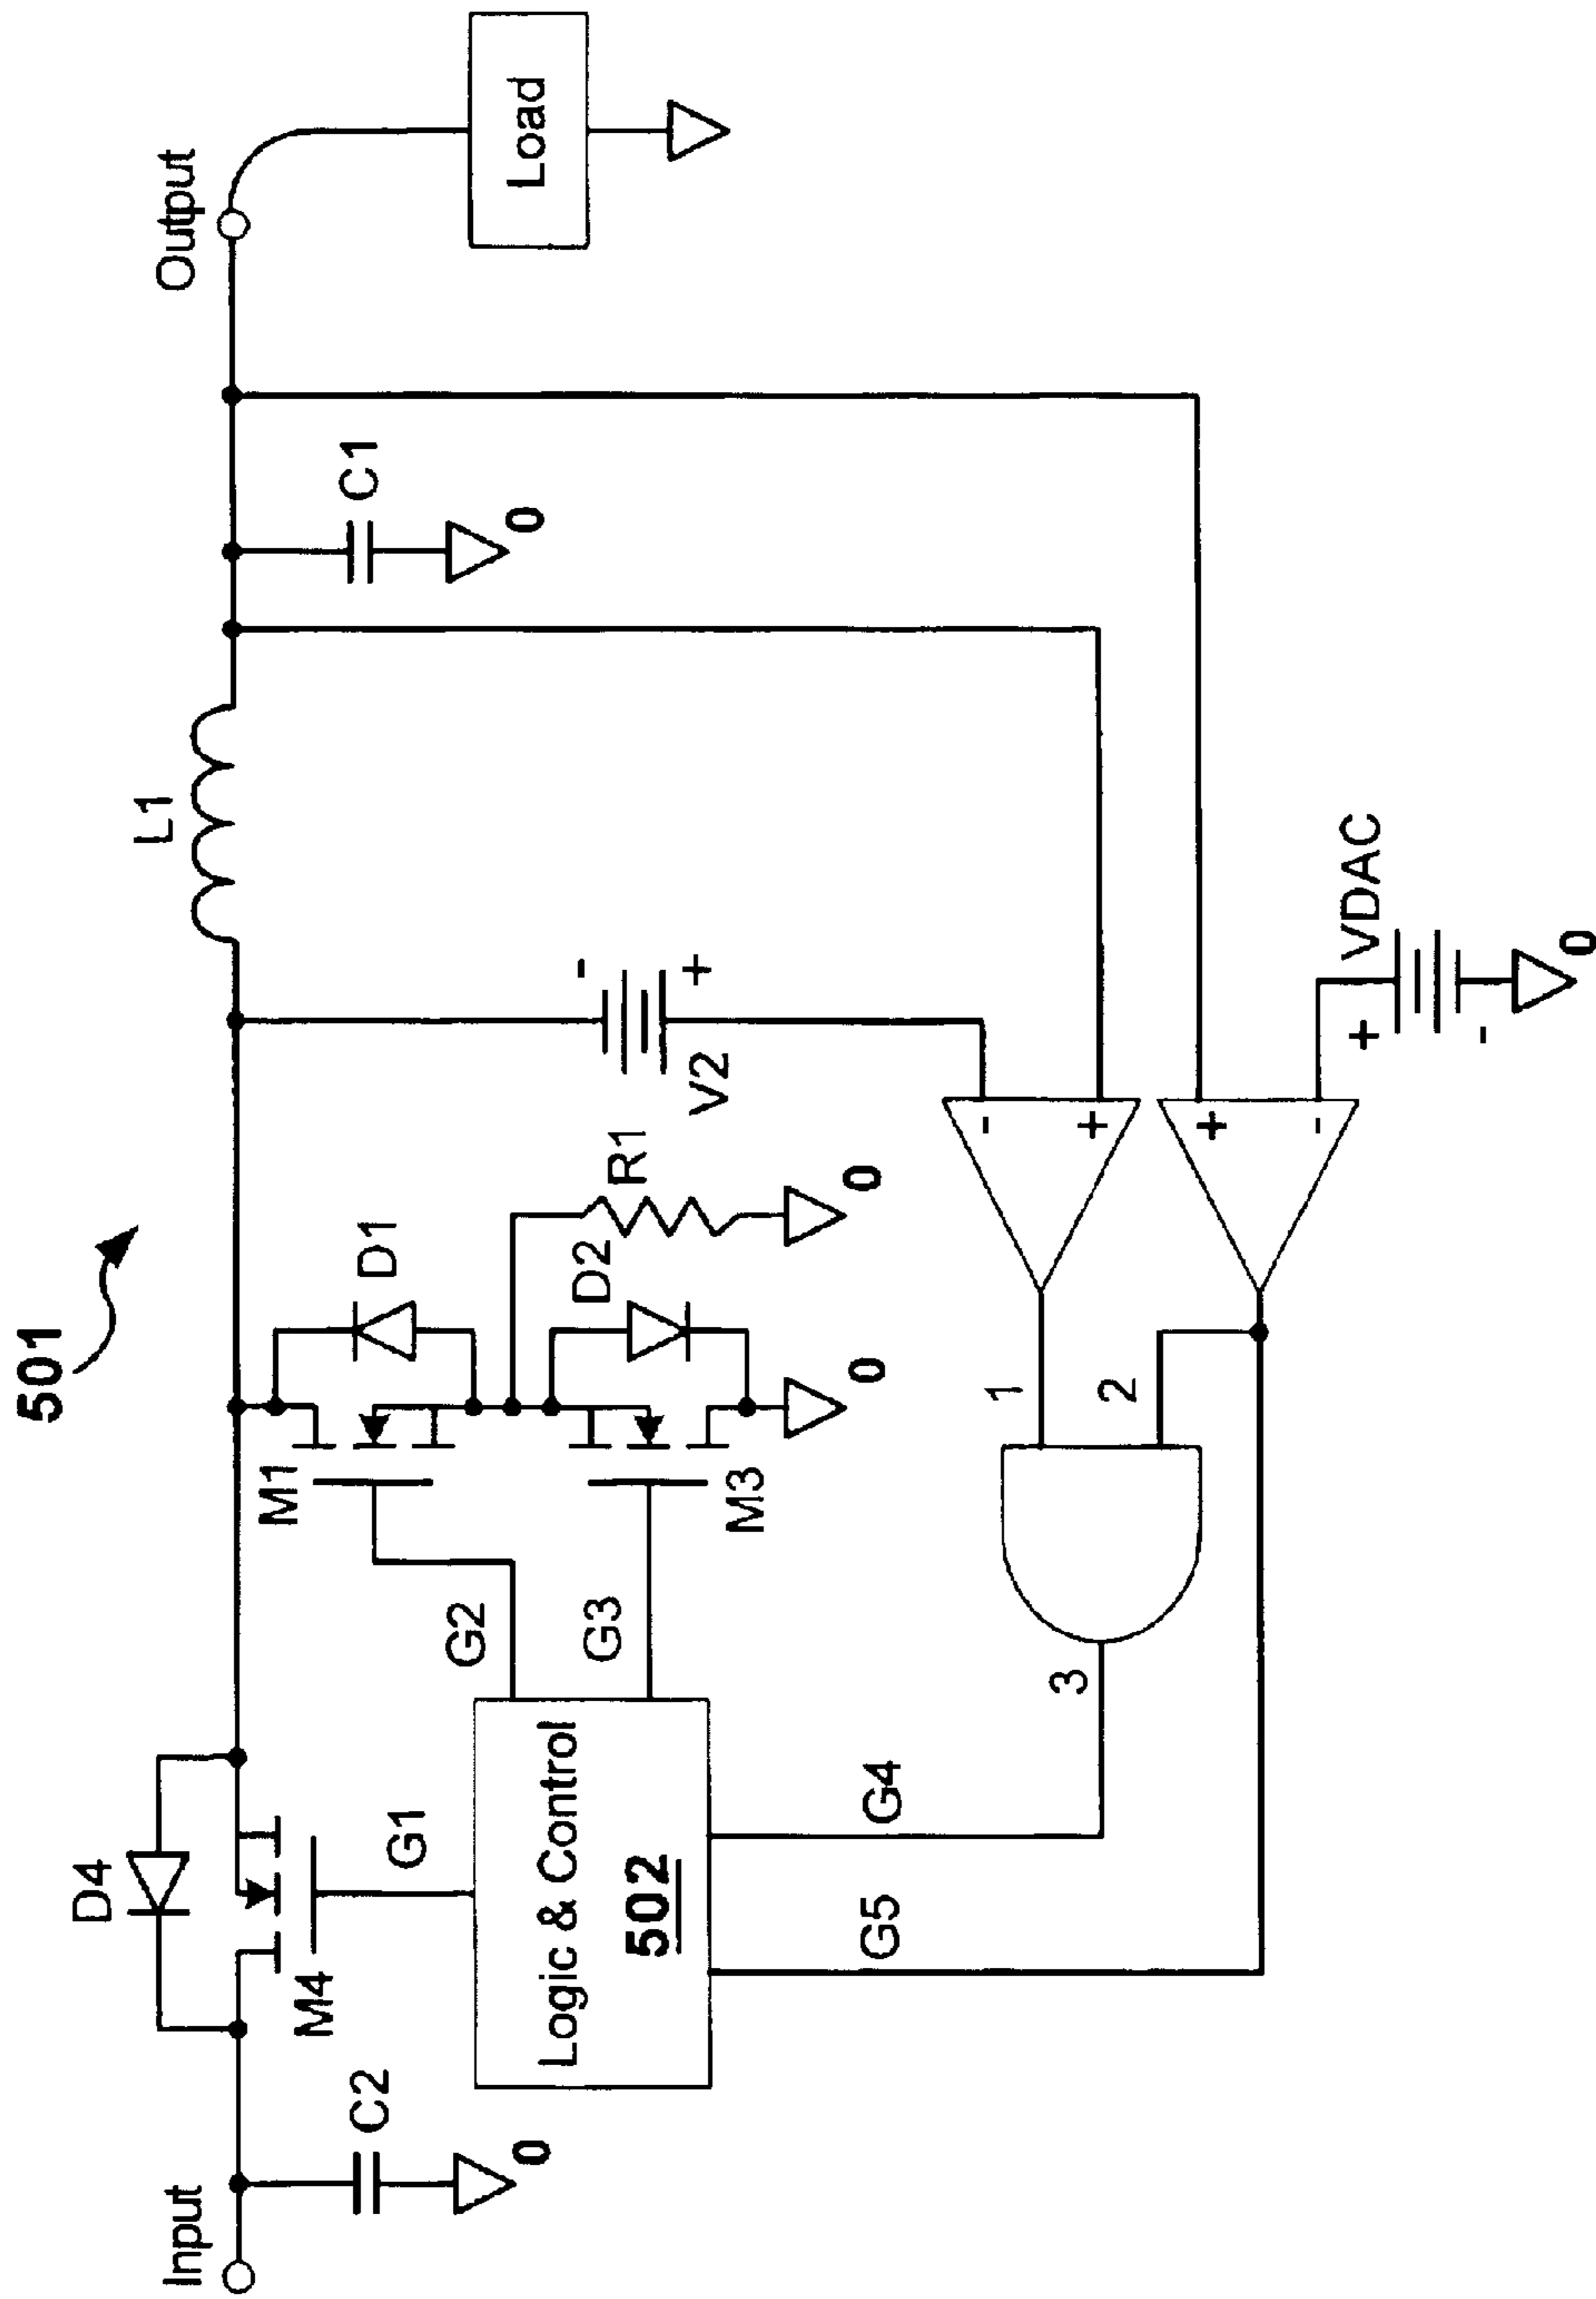 501
Input
C2
0
D4
M4
G1
Logic & Control
502
G2
G3
G4
G5
M1
D1
M3
D2
R1
0
0
V2
-
+
L1
C1
0
Output
Load
-
+
+
-
1
2
3
VDAC
+
-
0